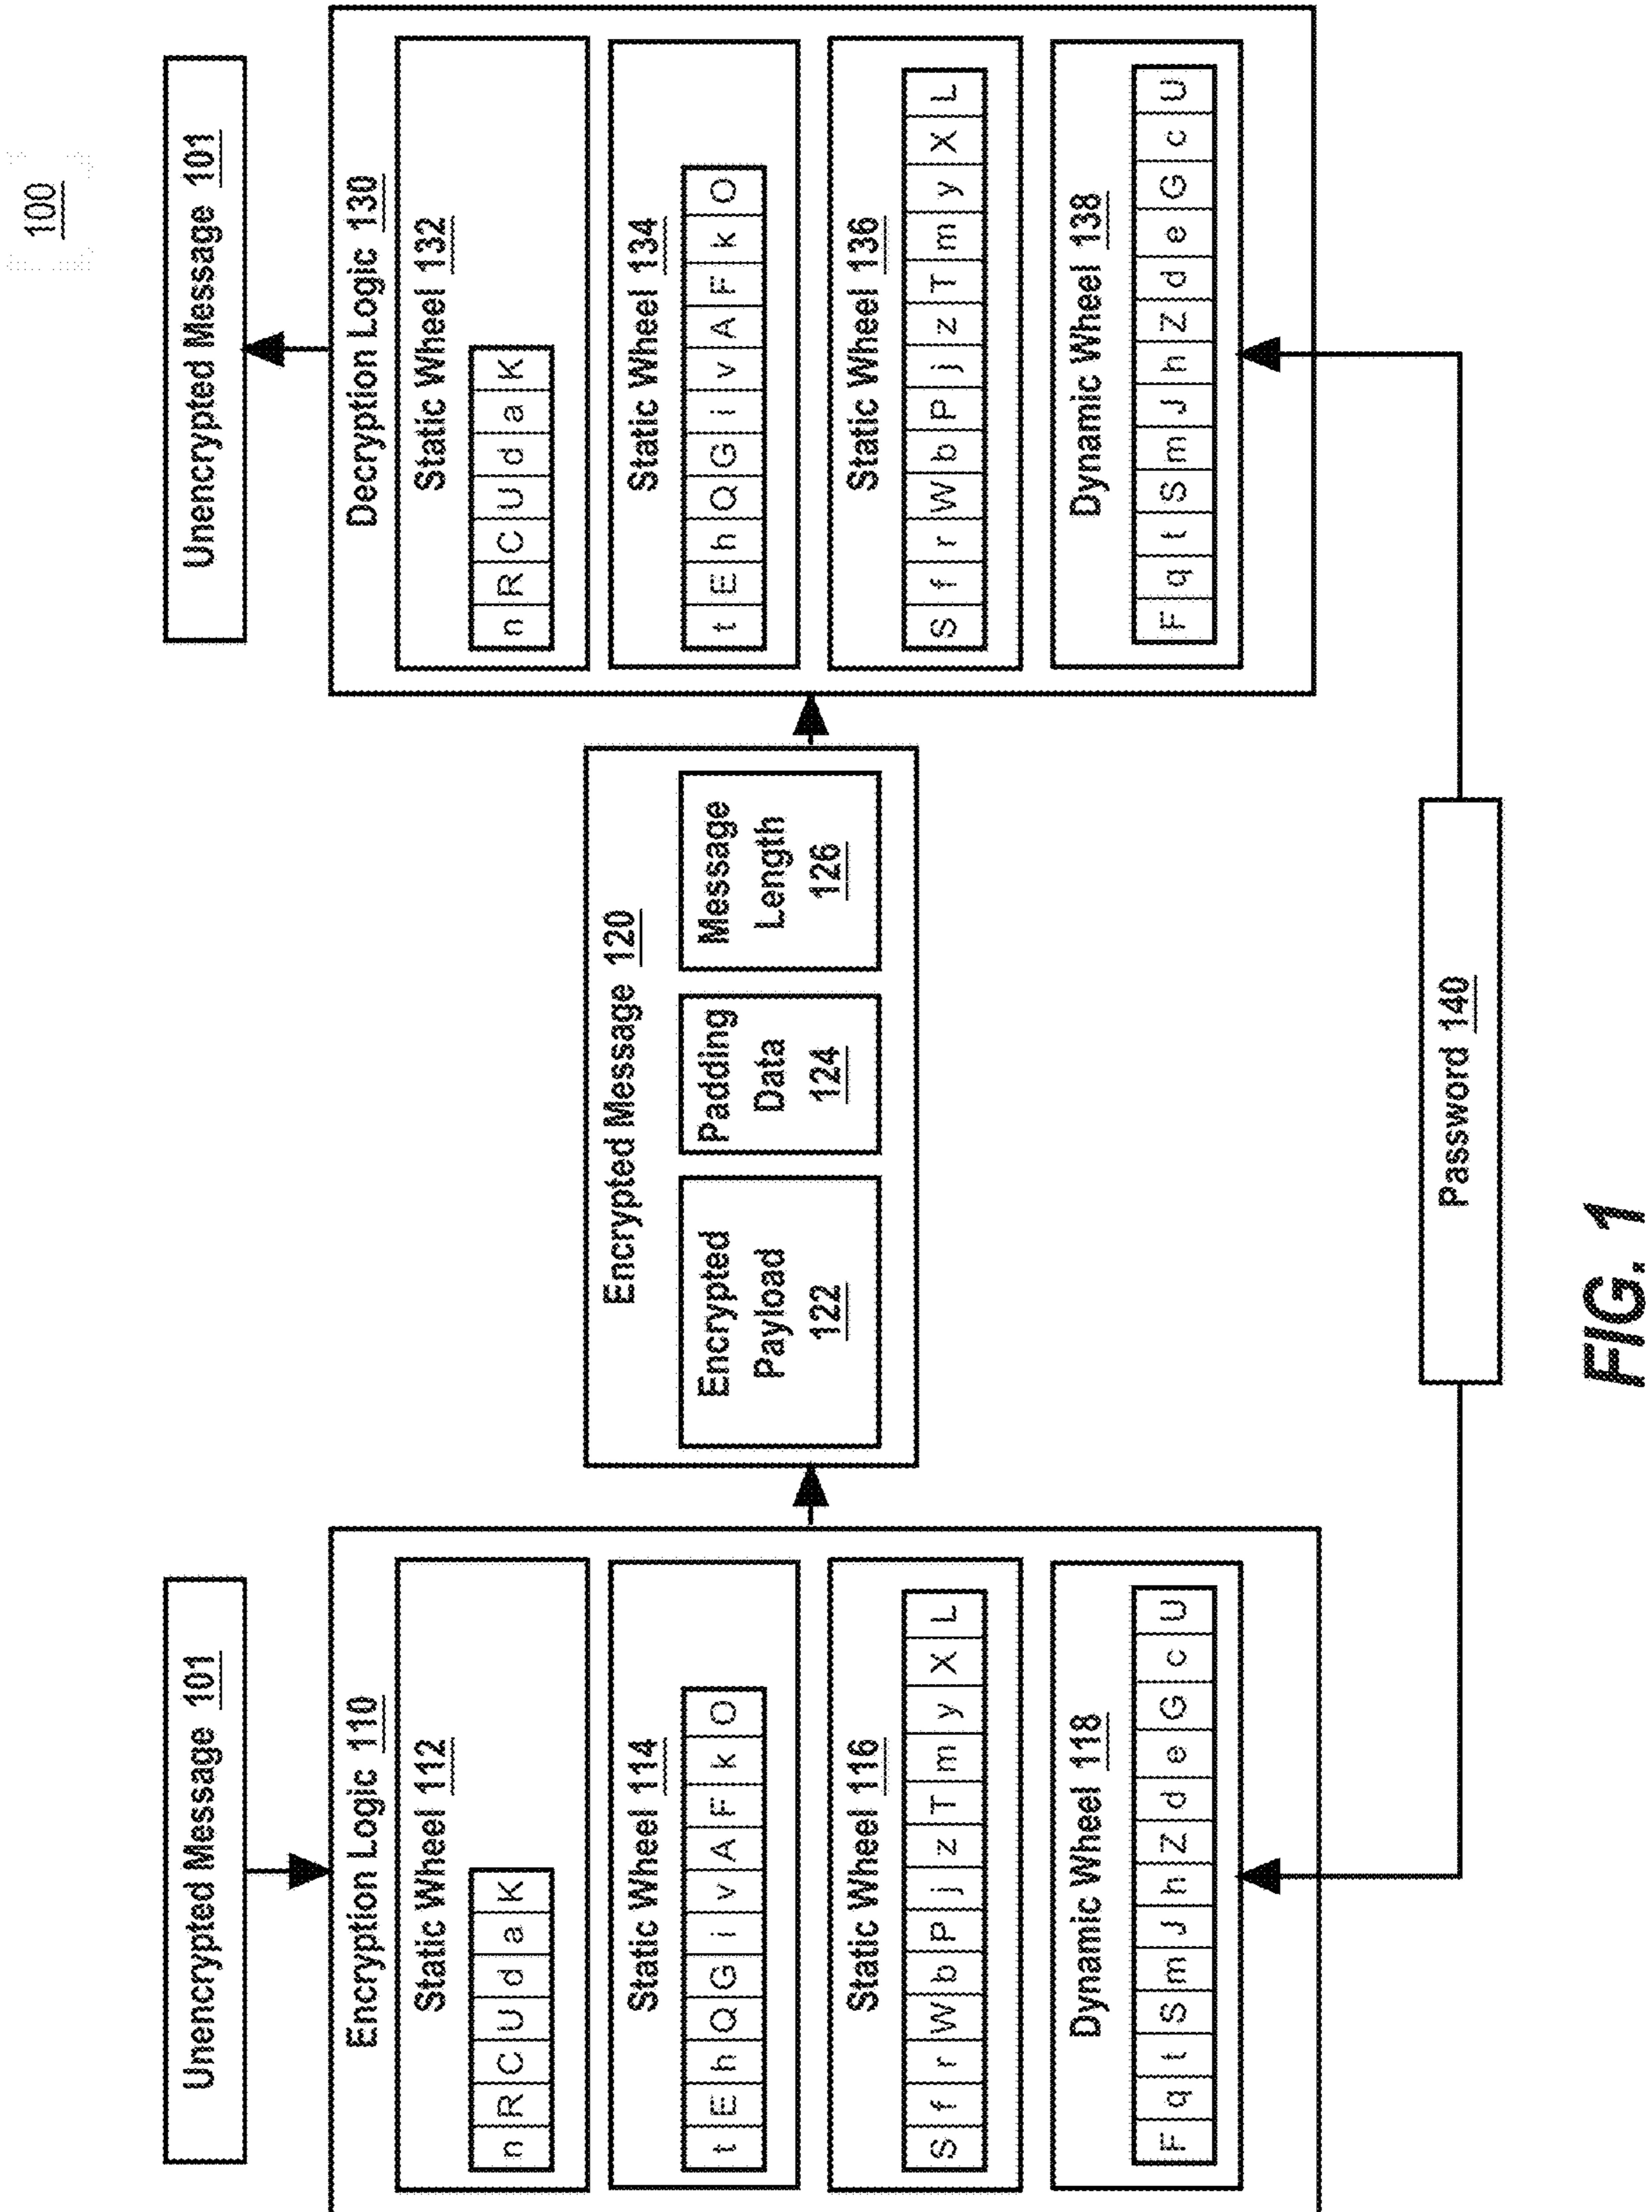 100
Unencrypted Message 101
Encryption Logic 110
Static Wheel 112
n R C U d a K
Static Wheel 114
t E h Q G i v A F k O
Static Wheel 116
S f r W b P j z T m y X L
Dynamic Wheel 118
F q t S m J h Z d e G c U
Encrypted Message 120
Encrypted
Payload
122
Padding
Data
124
Message
Length
126
Unencrypted Message 101
Decryption Logic 130
Static Wheel 132
n R C U d a K
Static Wheel 134
t E h Q G i v A F k O
Static Wheel 136
S f r W b P j z T m y X L
Dynamic Wheel 138
F q t S m J h Z d e G c U
Password 140
FIG. 1